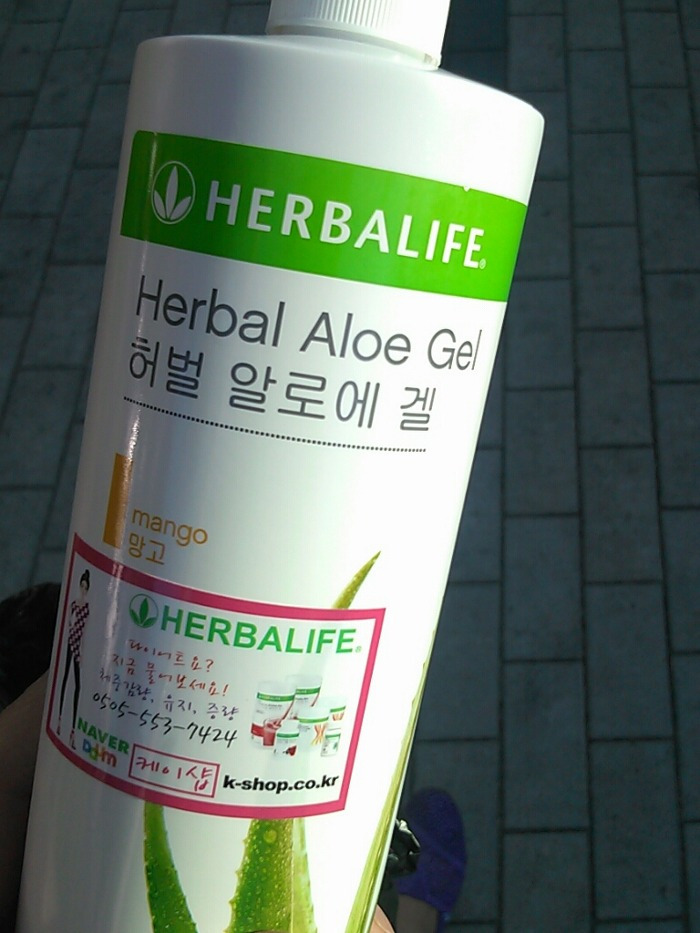 HERBALIFE®
Herbal Aloe Gel
허벌 알로에 겔
mango
망고
HERBALIFE®
다이어트요?
지금 물어보세요!
체중감량, 유지, 증량
0505-553-7424
NAVER
Daum
케이샵
k-shop.co.kr